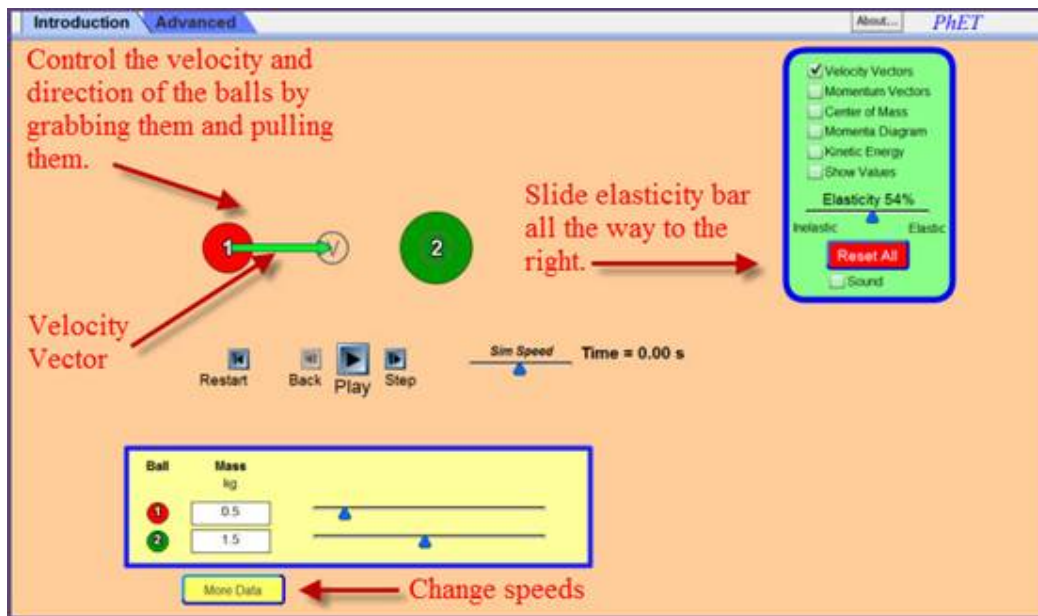 Introduction
Advanced
About...
PhET
Control the velocity and
direction of the balls by
grabbing them and pulling
them.
Velocity Vectors
Momentum Vectors
Center of Mass
Momenta Diagram
Kinetic Energy
Show Values
Elasticity 54%
Inelastic
Elastic
Reset All
Sound
Slide elasticity bar
all the way to the
right.
1
V
2
Velocity
Vector
Restart
Back
Play
Step
Sim Speed
Time = 0.00 s
Ball
Mass
kg
1
0.5
2
1.5
More Data
Change speeds